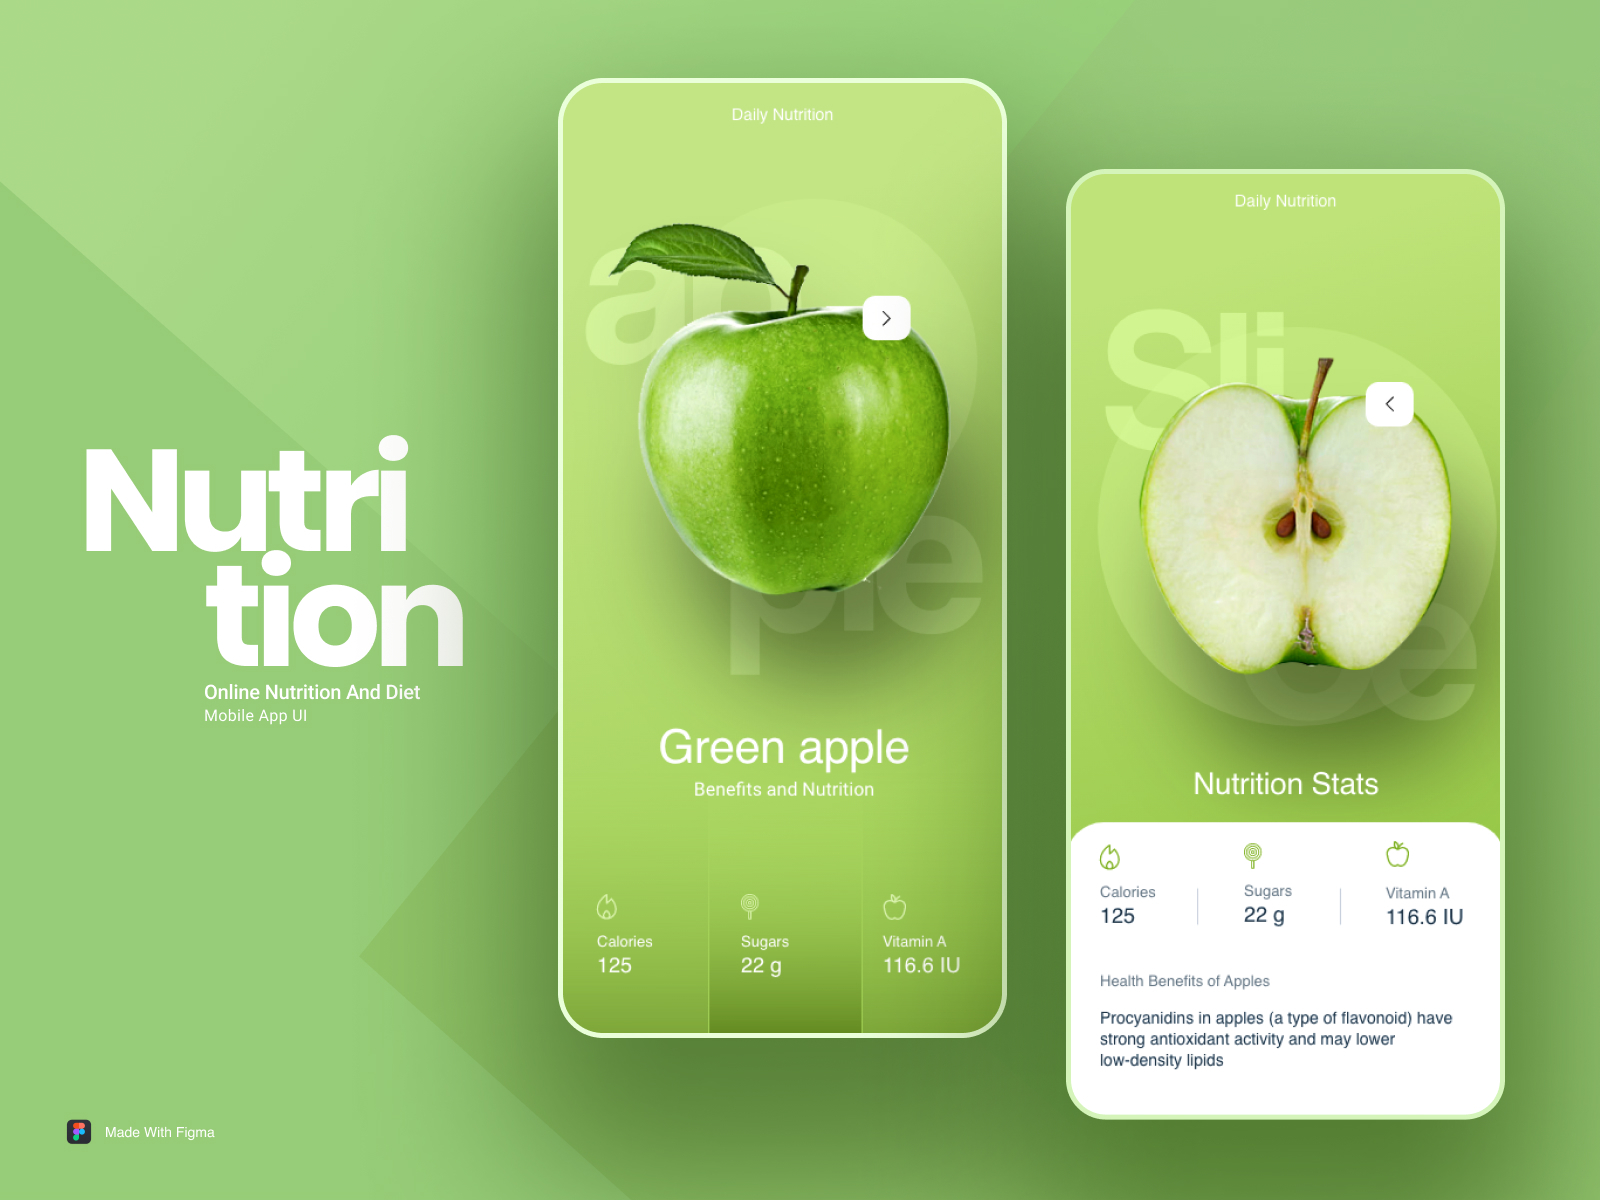 Nutri
tion
Online Nutrition And Diet
Mobile App UI
Made With Figma
Daily Nutrition
ap
ple
Green apple
Benefits and Nutrition
Calories
125
Sugars
22 g
Vitamin A
116.6 IU
Daily Nutrition
Sli
ce
Nutrition Stats
Calories
125
Sugars
22 g
Vitamin A
116.6 IU
Health Benefits of Apples
Procyanidins in apples (a type of flavonoid) have
strong antioxidant activity and may lower
low-density lipids